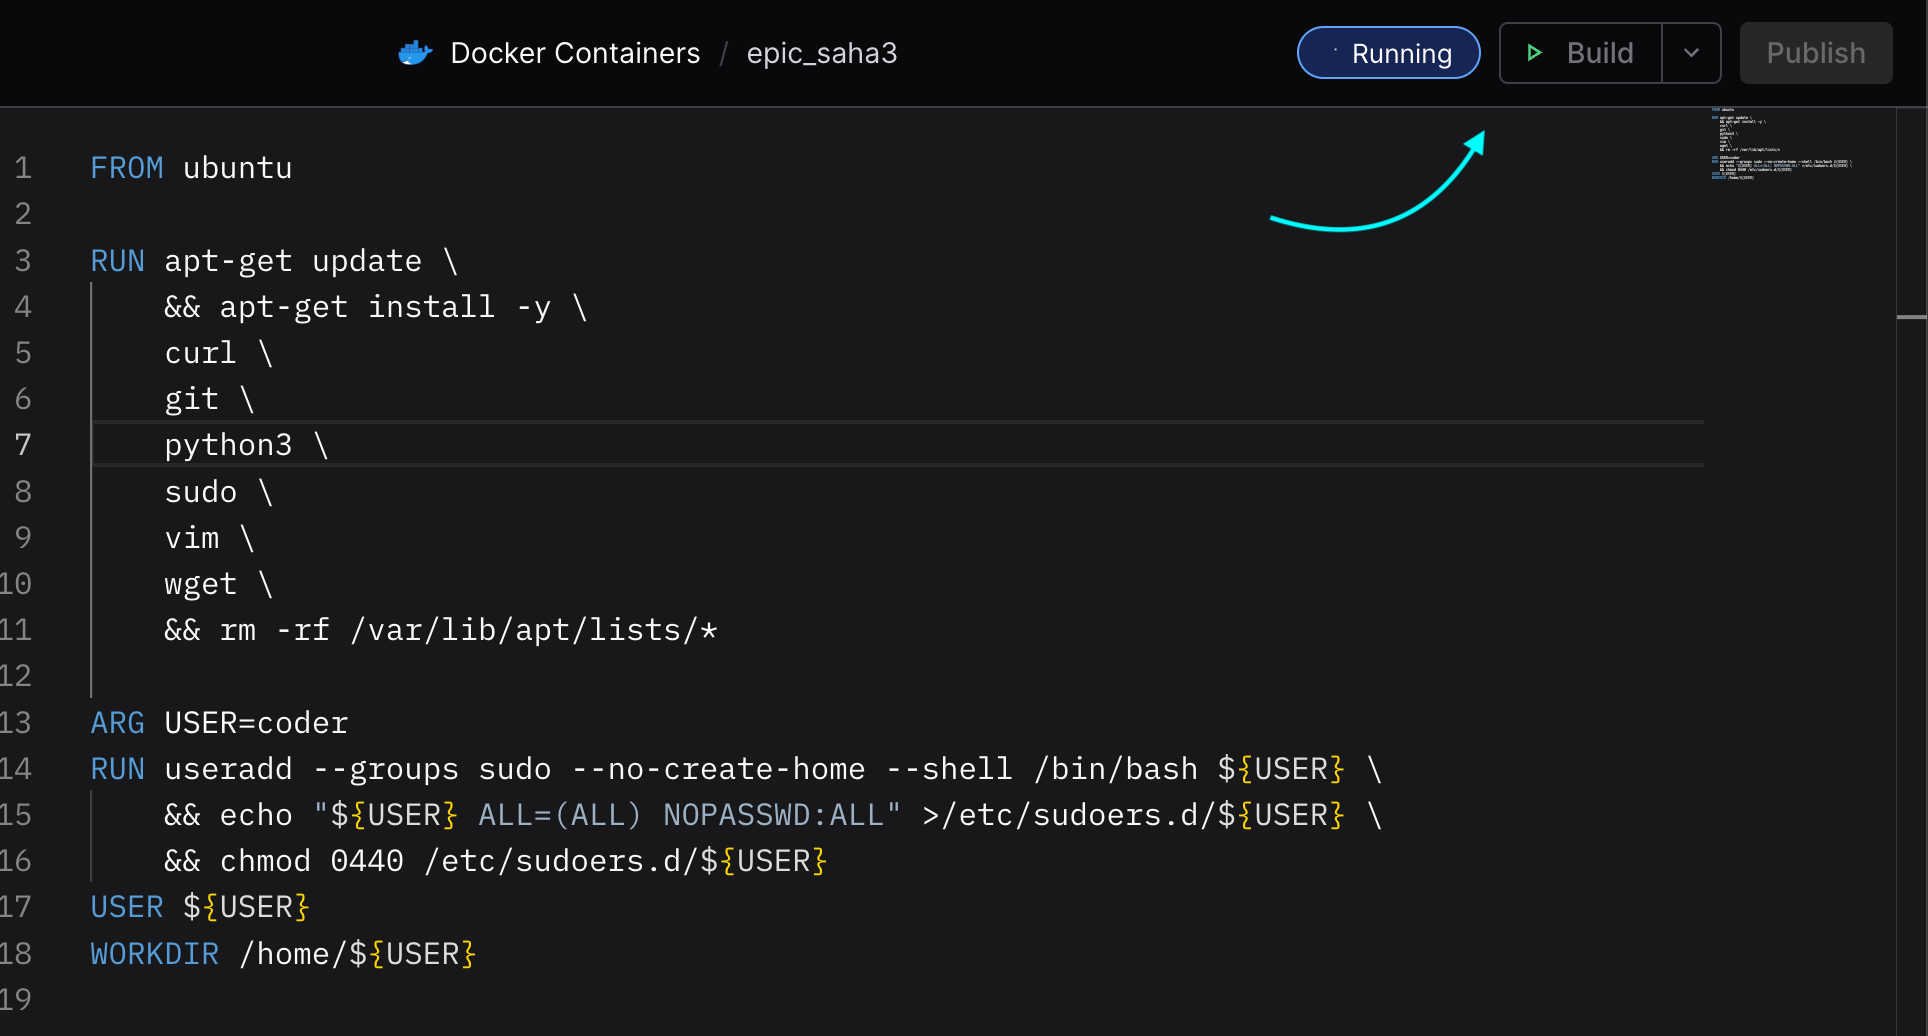 Docker Containers / epic_saha3 Running Build Publish
1 FROM ubuntu
2
3 RUN apt-get update \
4     && apt-get install -y \
5     curl \
6     git \
7     python3 \
8     sudo \
9     vim \
10     wget \
11     && rm -rf /var/lib/apt/lists/*
12
13 ARG USER=coder
14 RUN useradd --groups sudo --no-create-home --shell /bin/bash ${USER} \
15     && echo "${USER} ALL=(ALL) NOPASSWD:ALL" >/etc/sudoers.d/${USER} \
16     && chmod 0440 /etc/sudoers.d/${USER}
17 USER ${USER}
18 WORKDIR /home/${USER}
19